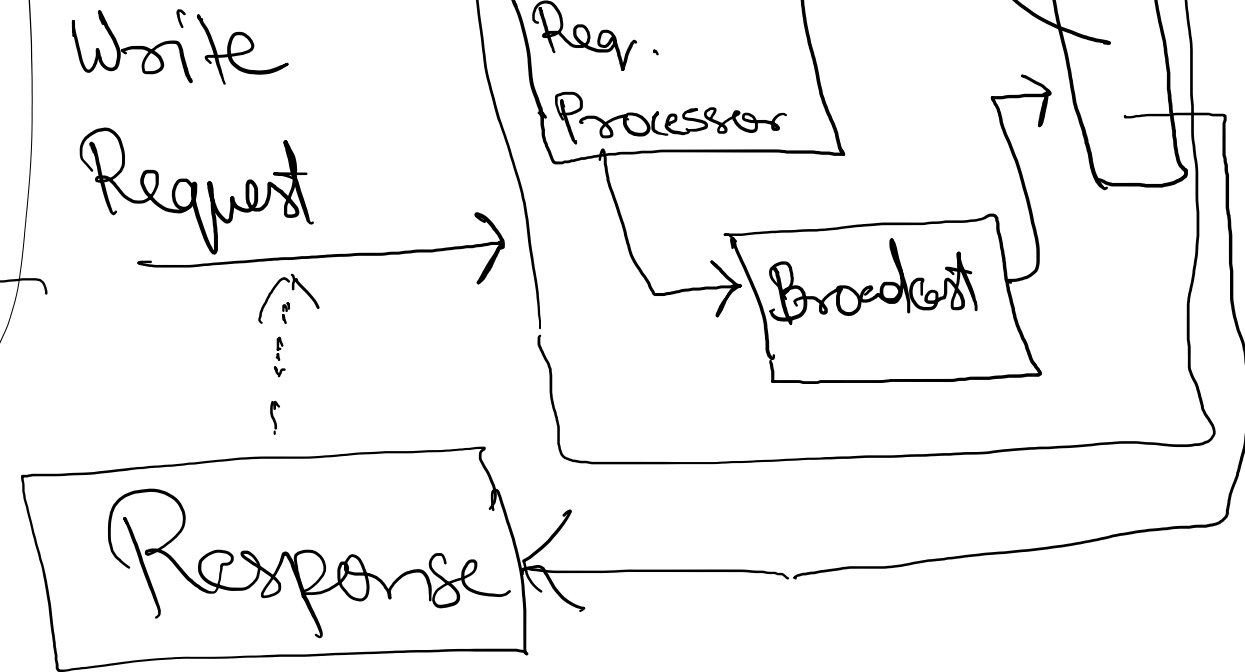 Write
Request
Req.
Processor
Broadcast
Response